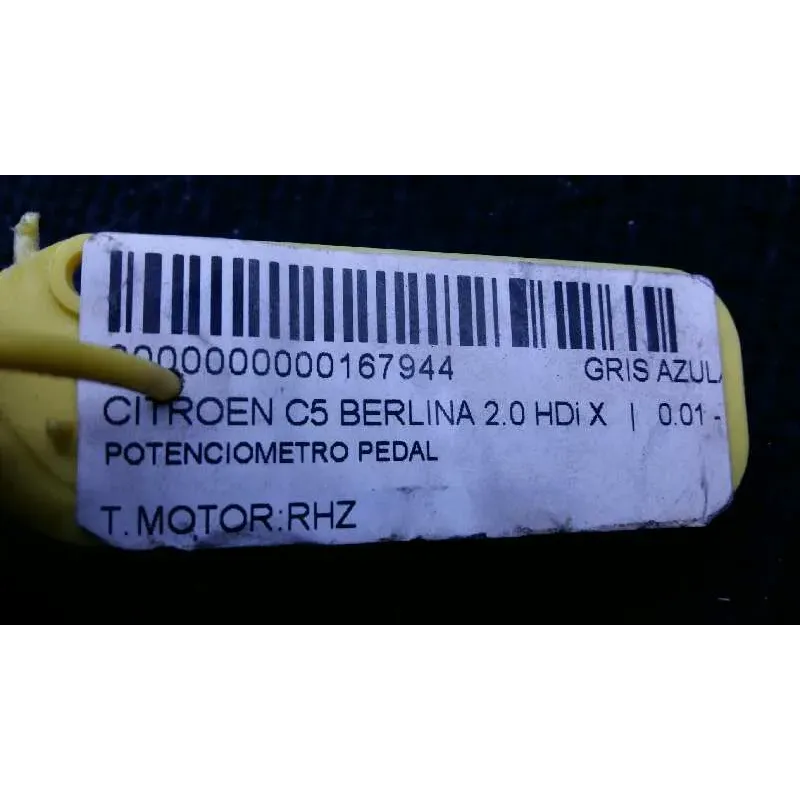 0000000000167944 GRIS AZULA
CITROEN C5 BERLINA 2.0 HDi X | 0.01 -
POTENCIOMETRO PEDAL
T. MOTOR:RHZ